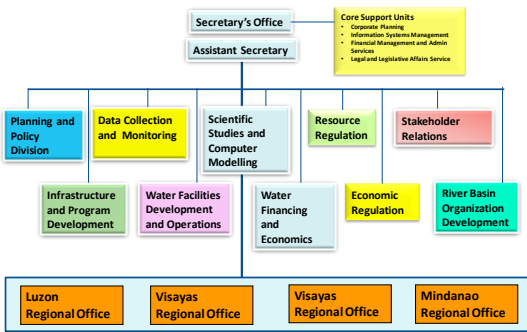 Secretary's Office
Assistant Secretary
Core Support Units
• Corporate Planning
• Information Systems Management
• Financial Management and Admin
Services
• Legal and Legislative Affairs Service
Planning and
Policy
Division
Data Collection
and Monitoring
Scientific
Studies and
Computer
Modelling
Resource
Regulation
Stakeholder
Relations
Infrastructure
and Program
Development
Water Facilities
Development
and Operations
Water
Financing
and
Economics
Economic
Regulation
River Basin
Organization
Development
Luzon
Regional Office
Visayas
Regional Office
Visayas
Regional Office
Mindanao
Regional Office